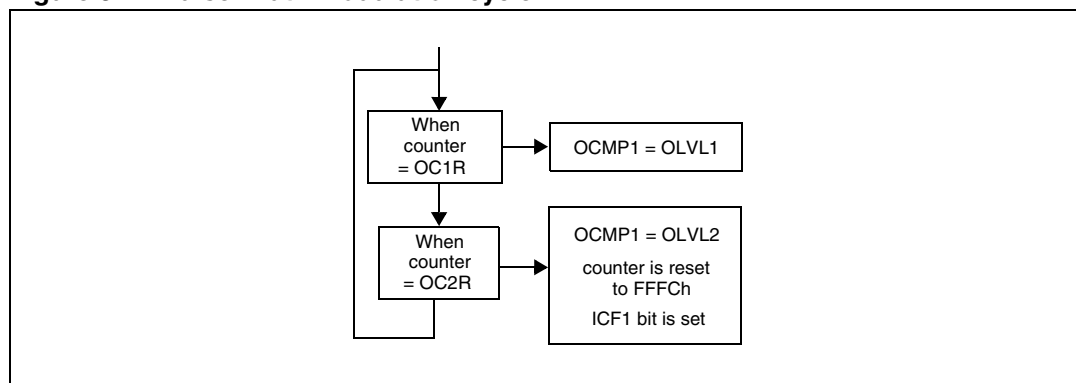 When
counter
= OC1R
OCMP1 = OLVL1
When
counter
= OC2R
OCMP1 = OLVL2
counter is reset
to FFFCh
ICF1 bit is set